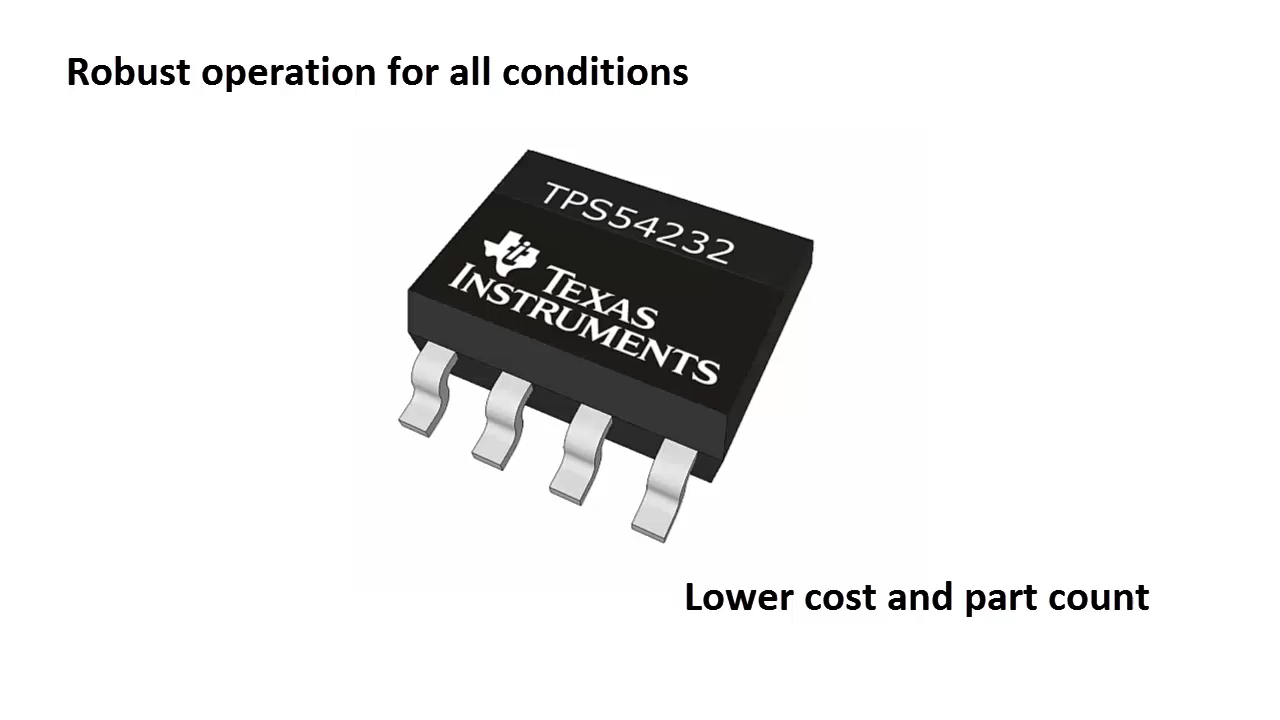 Robust operation for all conditions
TPS54232
TEXAS
INSTRUMENTS
Lower cost and part count